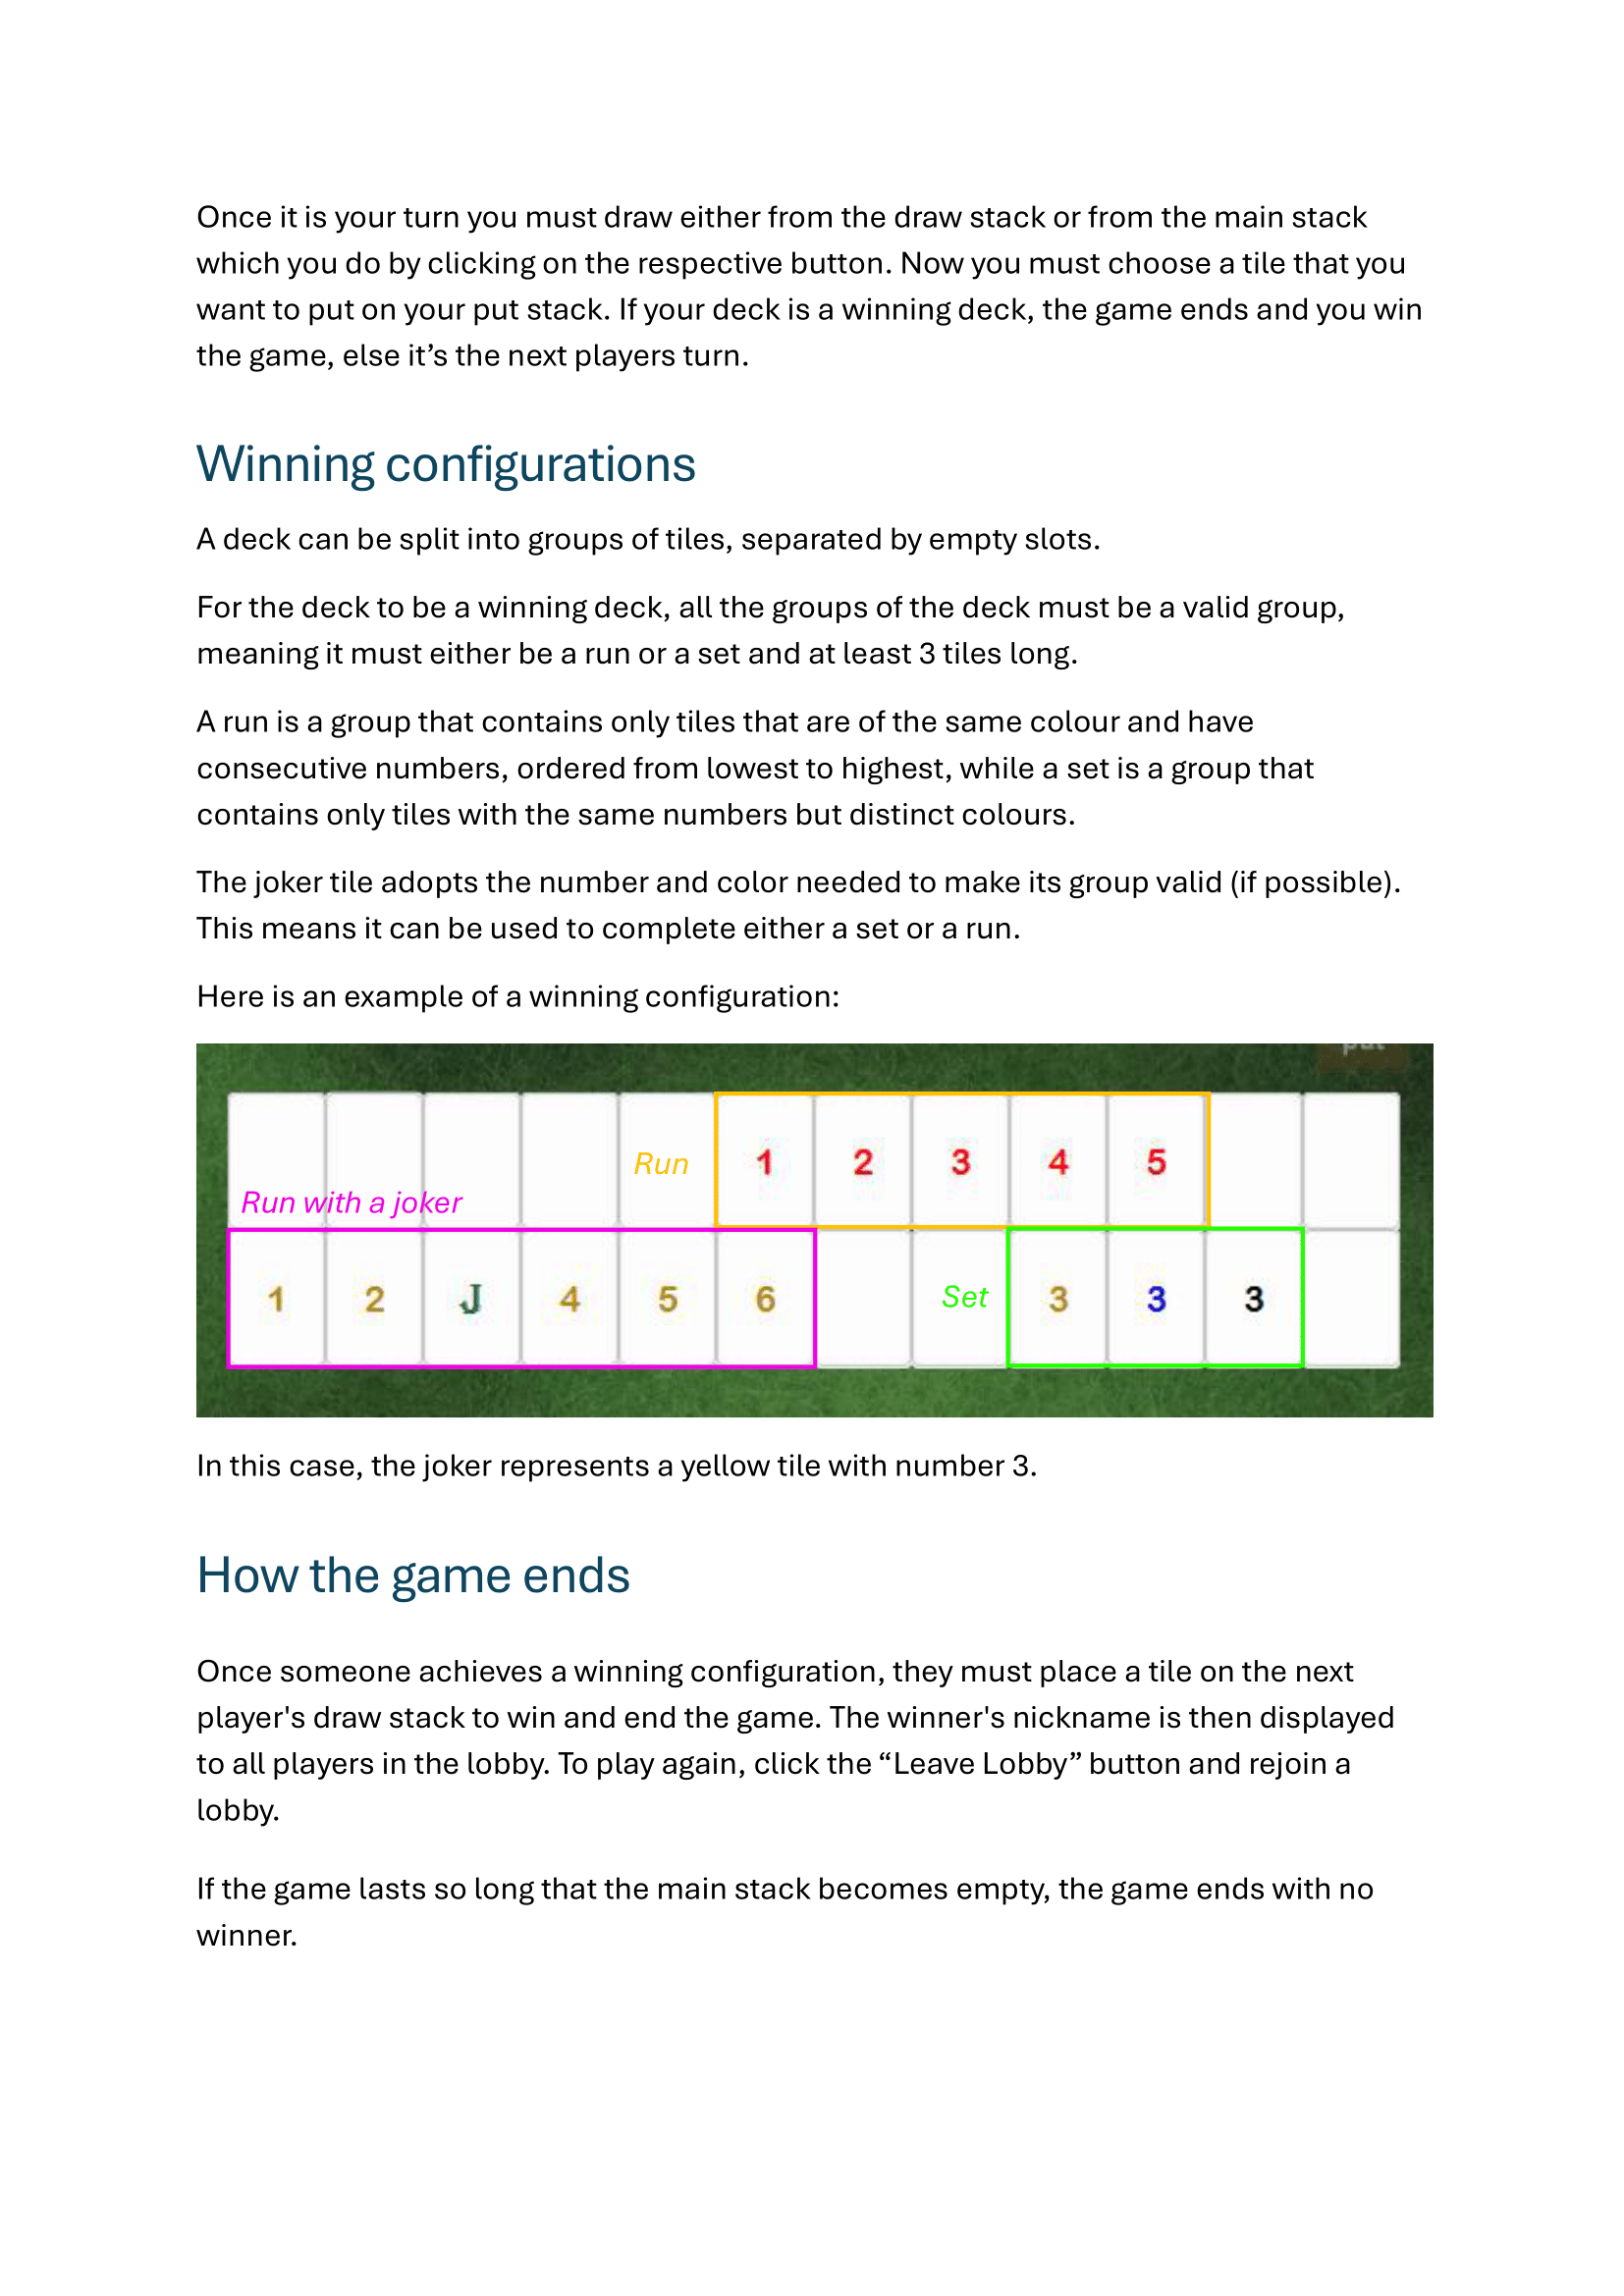 Once it is your turn you must draw either from the draw stack or from the main stack
which you do by clicking on the respective button. Now you must choose a tile that you
want to put on your put stack. If your deck is a winning deck, the game ends and you win
the game, else it’s the next players turn.
Winning configurations
A deck can be split into groups of tiles, separated by empty slots.
For the deck to be a winning deck, all the groups of the deck must be a valid group,
meaning it must either be a run or a set and at least 3 tiles long.
A run is a group that contains only tiles that are of the same colour and have
consecutive numbers, ordered from lowest to highest, while a set is a group that
contains only tiles with the same numbers but distinct colours.
The joker tile adopts the number and color needed to make its group valid (if possible).
This means it can be used to complete either a set or a run.
Here is an example of a winning configuration:
put
Run 1 2 3 4 5
Run with a joker
1 2 J 4 5 6 Set 3 3 3
In this case, the joker represents a yellow tile with number 3.
How the game ends
Once someone achieves a winning configuration, they must place a tile on the next
player's draw stack to win and end the game. The winner's nickname is then displayed
to all players in the lobby. To play again, click the “Leave Lobby” button and rejoin a
lobby.
If the game lasts so long that the main stack becomes empty, the game ends with no
winner.